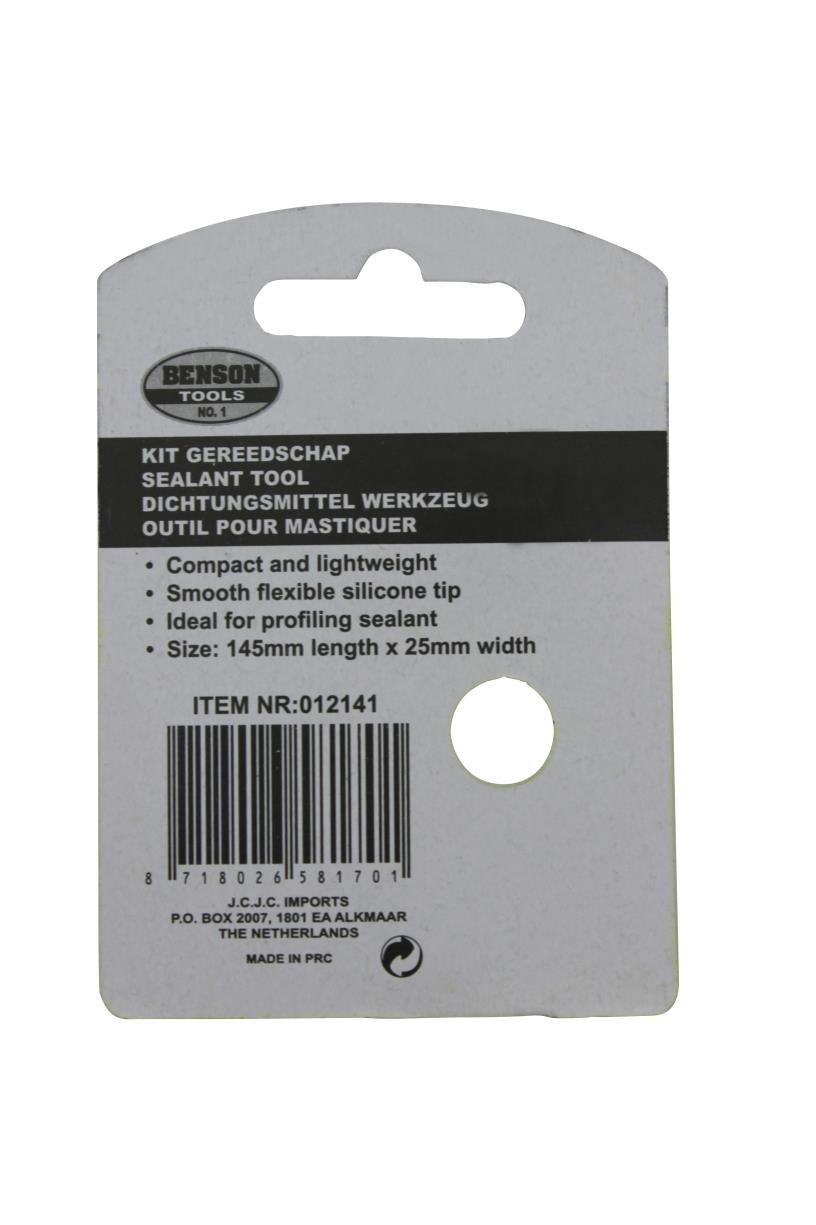 BENSON
TOOLS
NO. 1
KIT GEREEDSCHAP
SEALANT TOOL
DICHTUNGSMITTEL WERKZEUG
OUTIL POUR MASTIQUER
• Compact and lightweight
• Smooth flexible silicone tip
• Ideal for profiling sealant
• Size: 145mm length x 25mm width
ITEM NR:012141
8 718026 581701
J.C.J.C. IMPORTS
P.O. BOX 2007, 1801 EA ALKMAAR
THE NETHERLANDS
MADE IN PRC